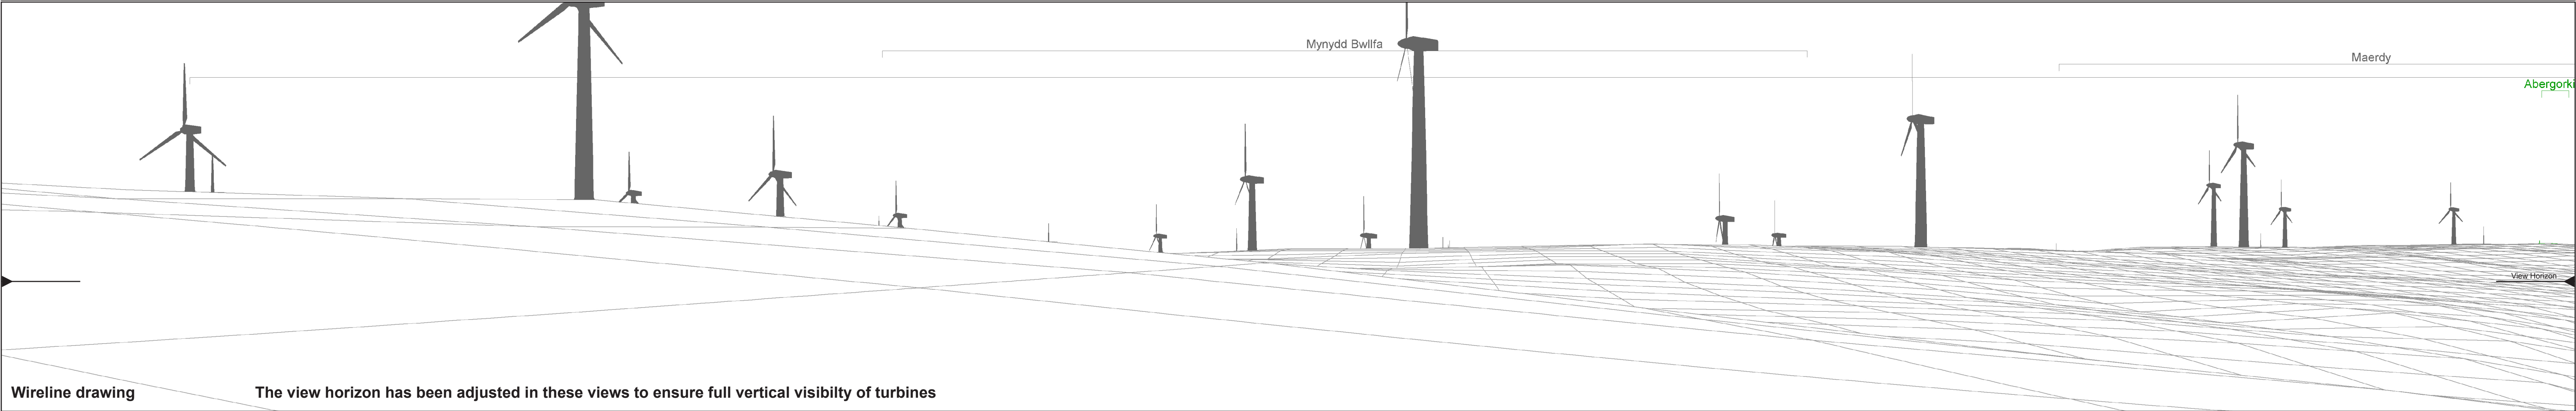 Mynydd Bwllfa
Maerdy
Abergorki
View Horizon
Wireline drawing
The view horizon has been adjusted in these views to ensure full vertical visibilty of turbines